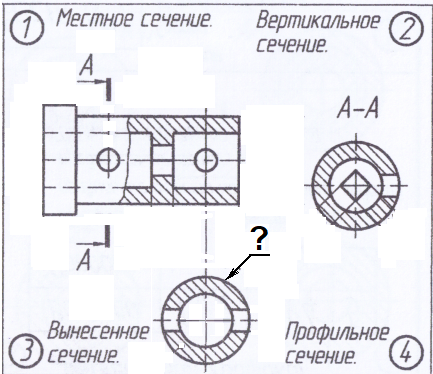 1 Местное сечение.
Вертикальное 2
сечение.
А
А-А
А
?
3 Вынесенное
сечение.
Профильное
сечение. 4